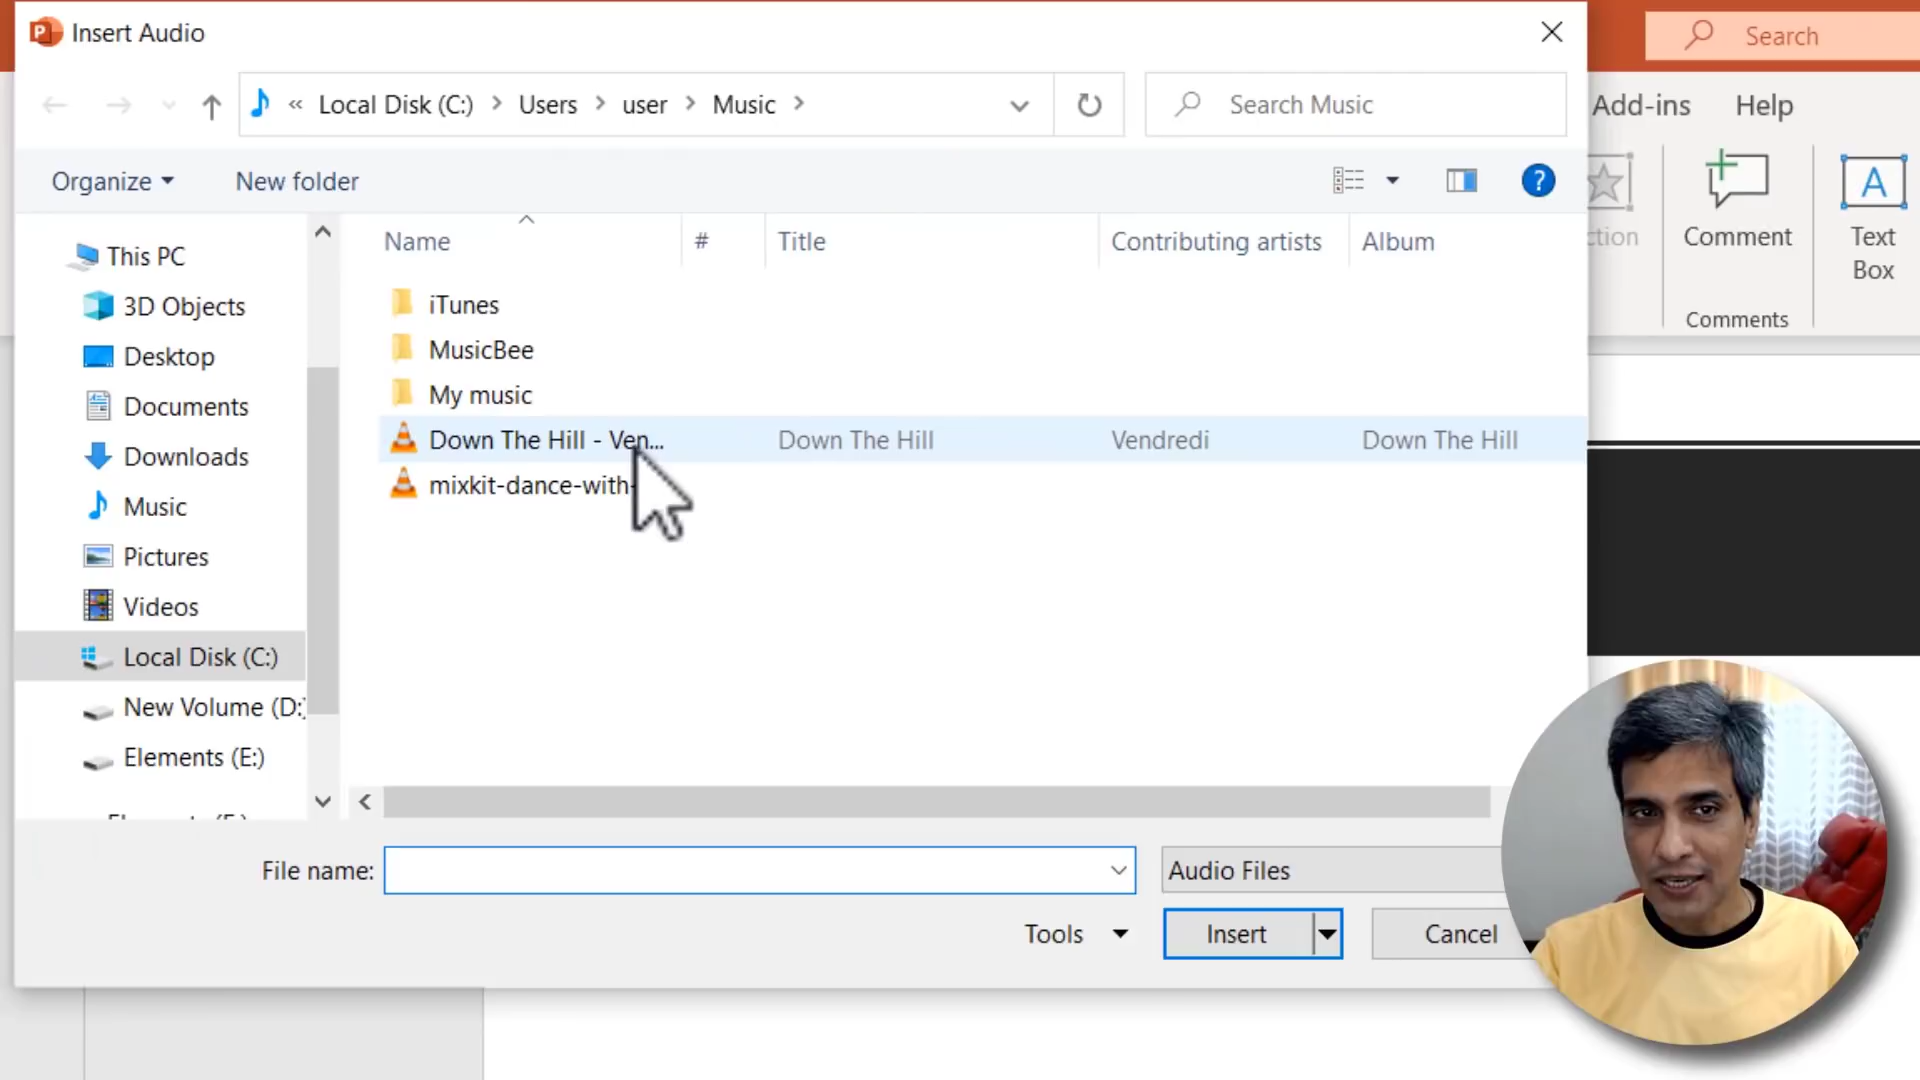 Insert Audio
Search
« Local Disk (C:) > Users > user > Music >
Search Music
Add-ins Help
Organize New folder
?
Comment
Text
Box
Comments
Name # Title Contributing artists Album
This PC
3D Objects
Desktop
Documents
Downloads
Music
Pictures
Videos
Local Disk (C:)
New Volume (D:)
Elements (E:)
iTunes
MusicBee
My music
Down The Hill - Ven... Down The Hill Vendredi Down The Hill
mixkit-dance-with-
File name:
Audio Files
Tools Insert Cancel